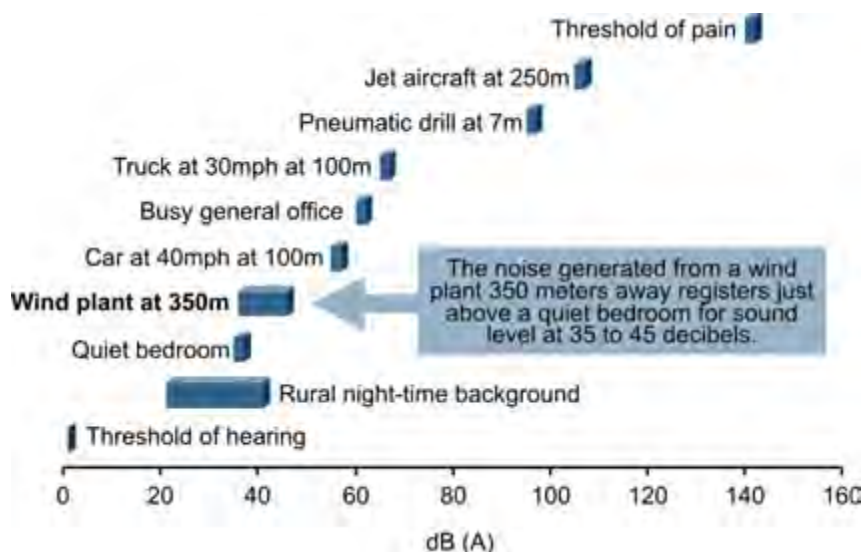 Threshold of pain
Jet aircraft at 250m
Pneumatic drill at 7m
Truck at 30mph at 100m
Busy general office
Car at 40mph at 100m
The noise generated from a wind
plant 350 meters away registers just
above a quiet bedroom for sound
level at 35 to 45 decibels.
Wind plant at 350m
Quiet bedroom
Rural night-time background
Threshold of hearing
0 20 40 60 80 100 120 140 160
dB (A)